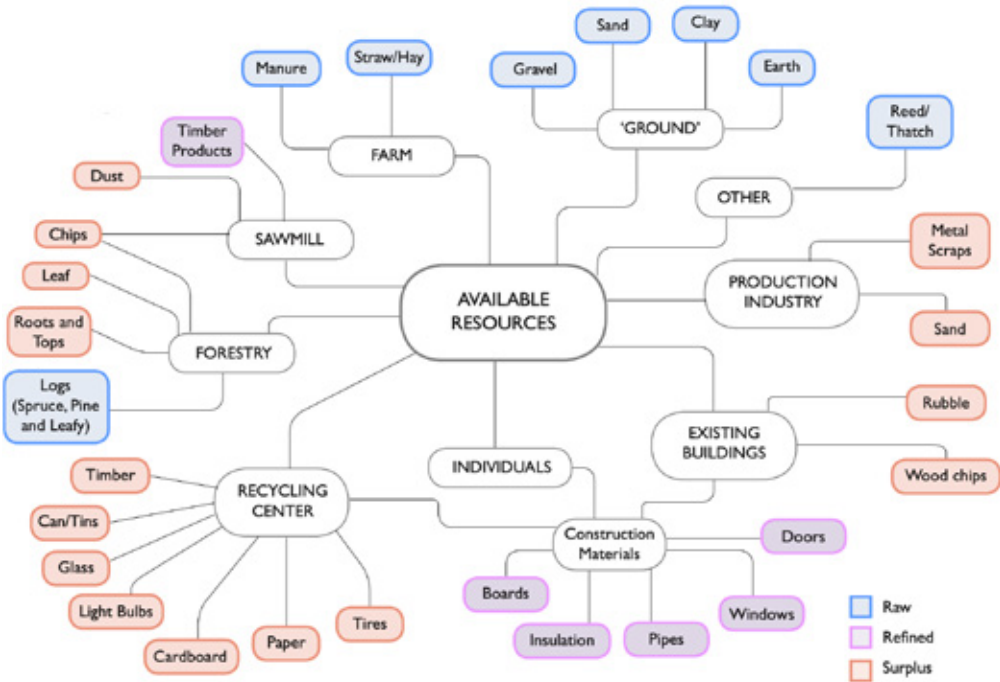 Sand
Clay
Manure
Straw/Hay
Gravel
Earth
Reed/
Thatch
Timber
Products
FARM
'GROUND'
Dust
OTHER
Chips
SAWMILL
Metal
Scraps
Leaf
AVAILABLE
RESOURCES
PRODUCTION
INDUSTRY
Roots and
Tops
FORESTRY
Sand
Logs
(Spruce, Pine
and Leafy)
Rubble
EXISTING
BUILDINGS
Timber
INDIVIDUALS
Wood chips
RECYCLING
CENTER
Can/Tins
Construction
Materials
Doors
Glass
Boards
Light Bulbs
Windows
Tires
Insulation
Pipes
Paper
Cardboard
Raw
Refined
Surplus